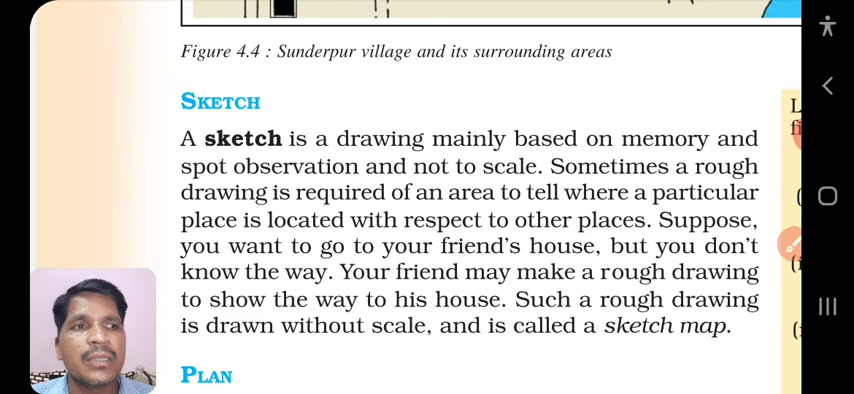 Figure 4.4 : Sunderpur village and its surrounding areas
SKETCH
A sketch is a drawing mainly based on memory and
spot observation and not to scale. Sometimes a rough
drawing is required of an area to tell where a particular
place is located with respect to other places. Suppose,
you want to go to your friend's house, but you don't
know the way. Your friend may make a rough drawing
to show the way to his house. Such a rough drawing
is drawn without scale, and is called a sketch map.
PLAN